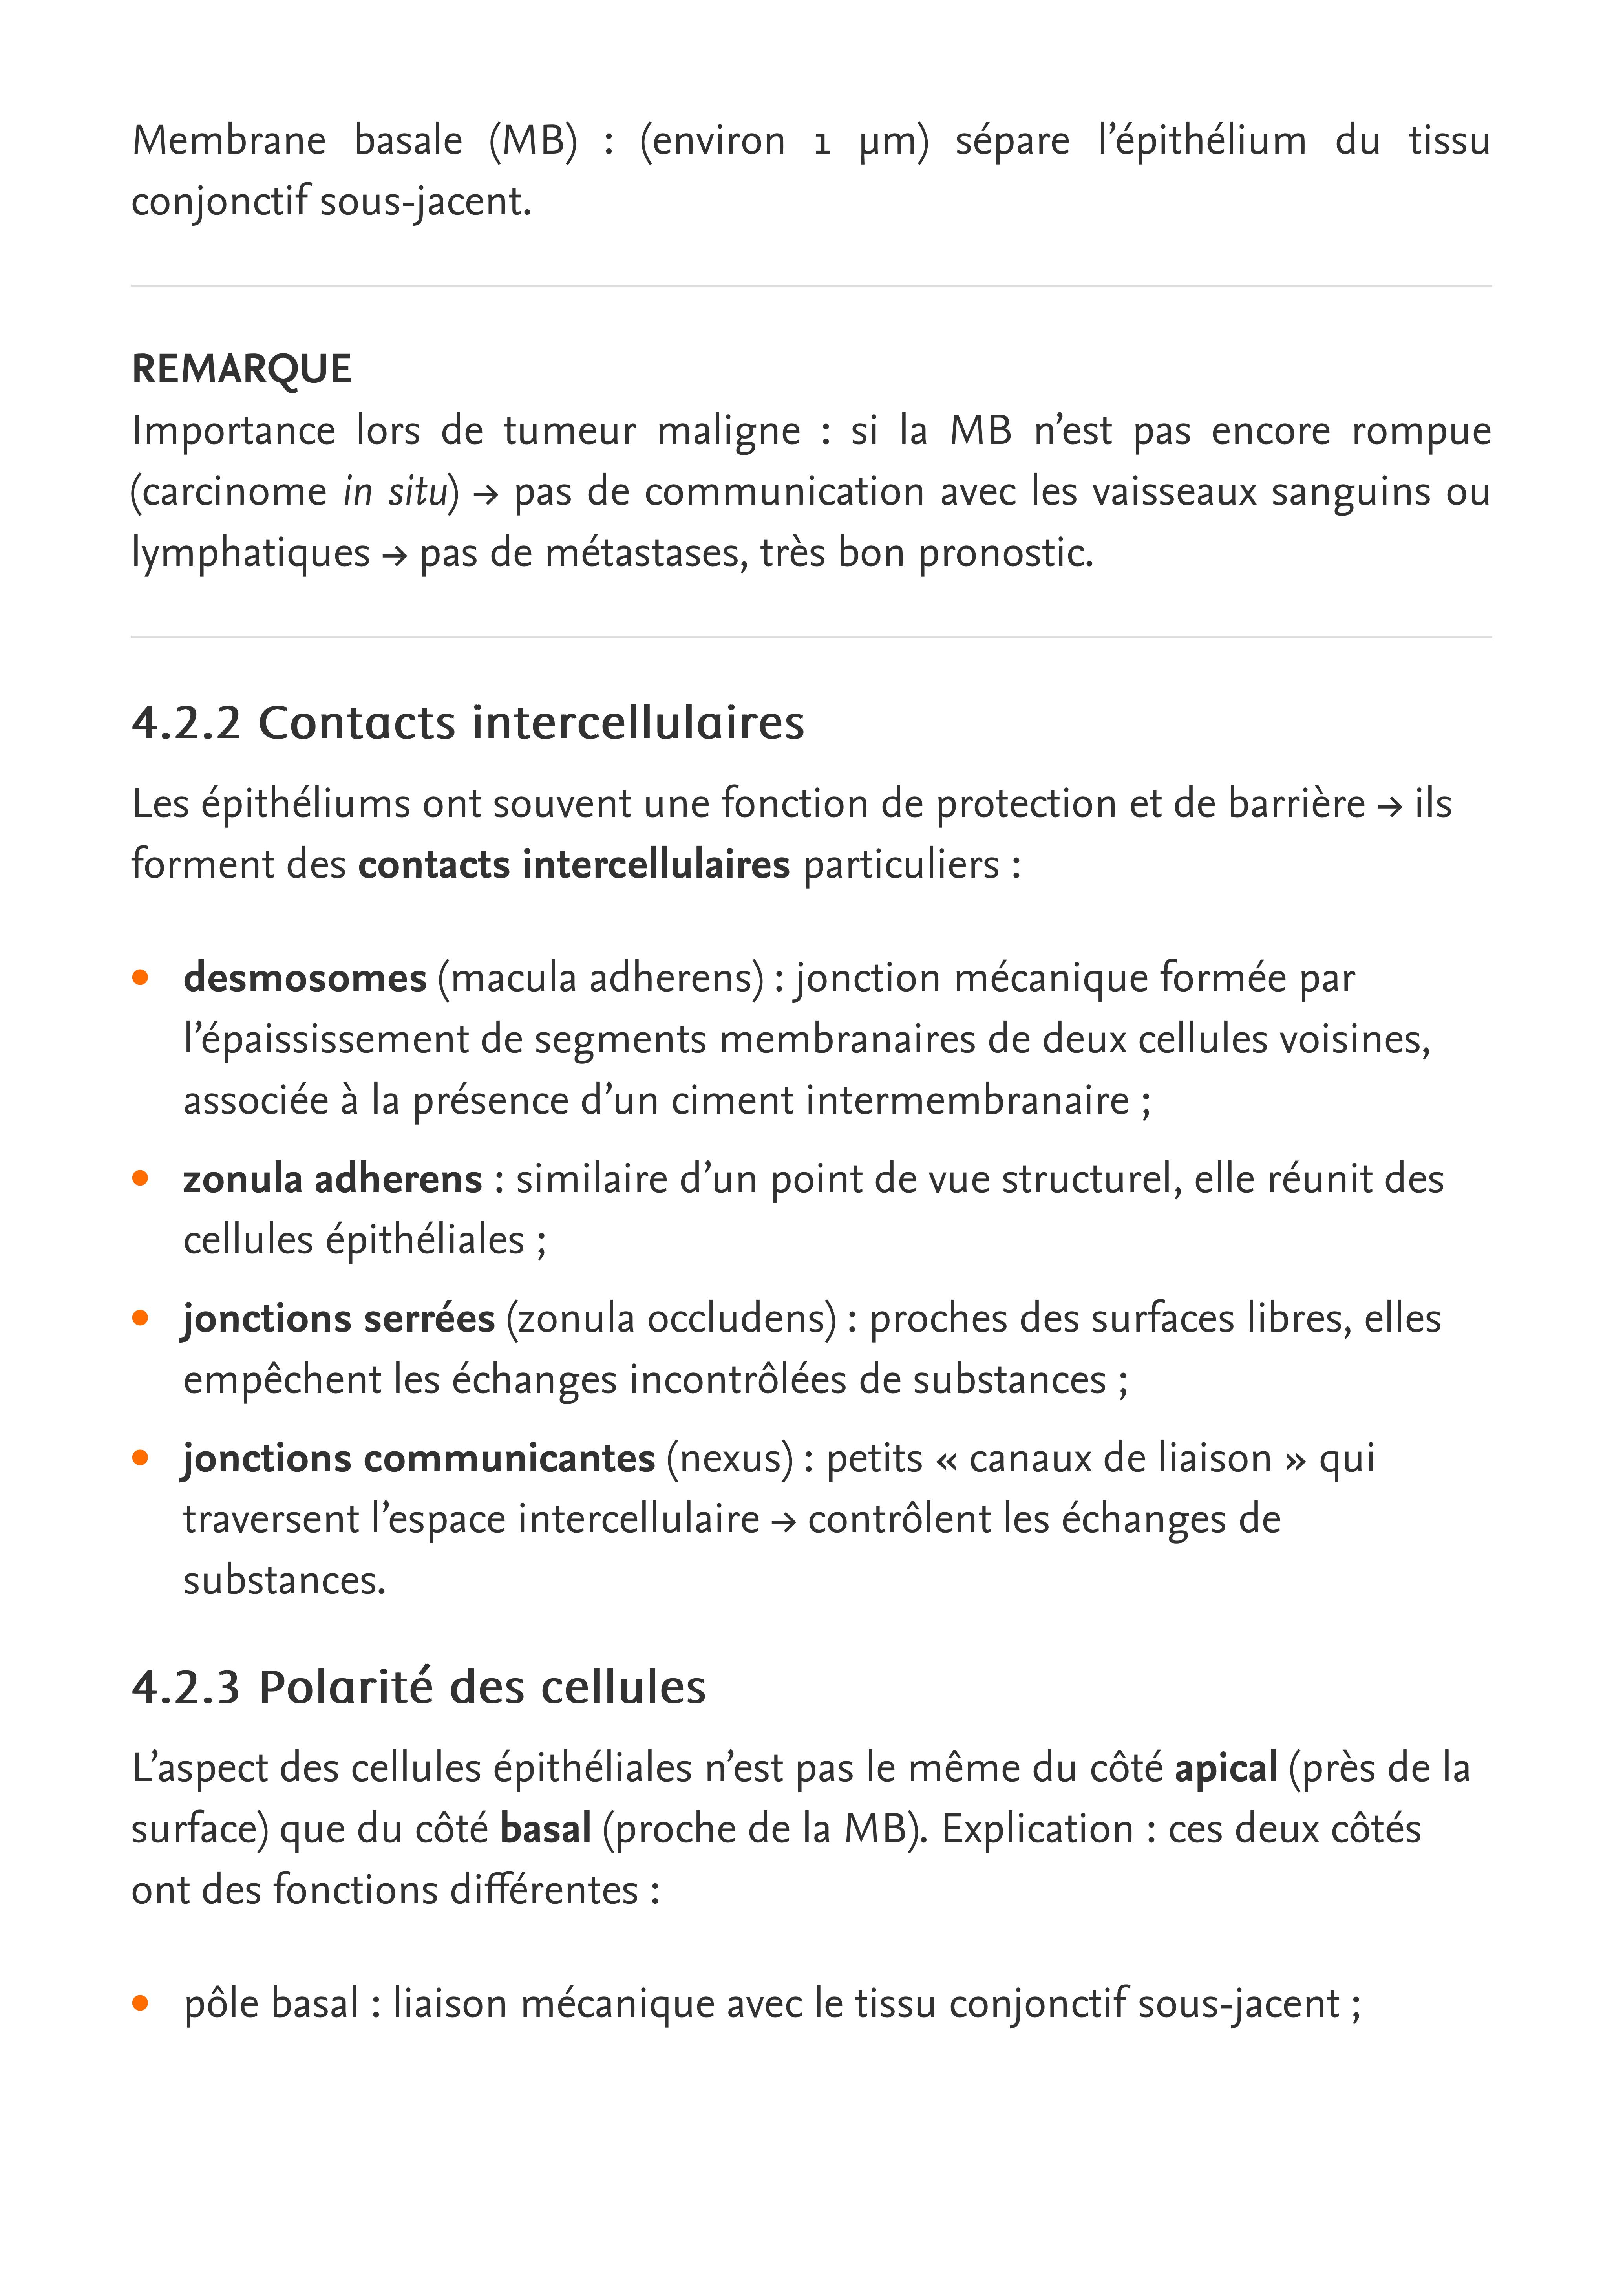 Membrane basale (MB) : (environ 1 µm) sépare l’épithélium du tissu
conjonctif sous-jacent.
REMARQUE
Importance lors de tumeur maligne : si la MB n’est pas encore rompue
(carcinome in situ) → pas de communication avec les vaisseaux sanguins ou
lymphatiques → pas de métastases, très bon pronostic.
4.2.2 Contacts intercellulaires
Les épithéliums ont souvent une fonction de protection et de barrière → ils
forment des contacts intercellulaires particuliers :
• desmosomes (macula adherens) : jonction mécanique formée par
l’épaississement de segments membranaires de deux cellules voisines,
associée à la présence d’un ciment intermembranaire ;
• zonula adherens : similaire d’un point de vue structurel, elle réunit des
cellules épithéliales ;
• jonctions serrées (zonula occludens) : proches des surfaces libres, elles
empêchent les échanges incontrôlées de substances ;
• jonctions communicantes (nexus) : petits « canaux de liaison » qui
traversent l’espace intercellulaire → contrôlent les échanges de
substances.
4.2.3 Polarité des cellules
L’aspect des cellules épithéliales n’est pas le même du côté apical (près de la
surface) que du côté basal (proche de la MB). Explication : ces deux côtés
ont des fonctions différentes :
• pôle basal : liaison mécanique avec le tissu conjonctif sous-jacent ;